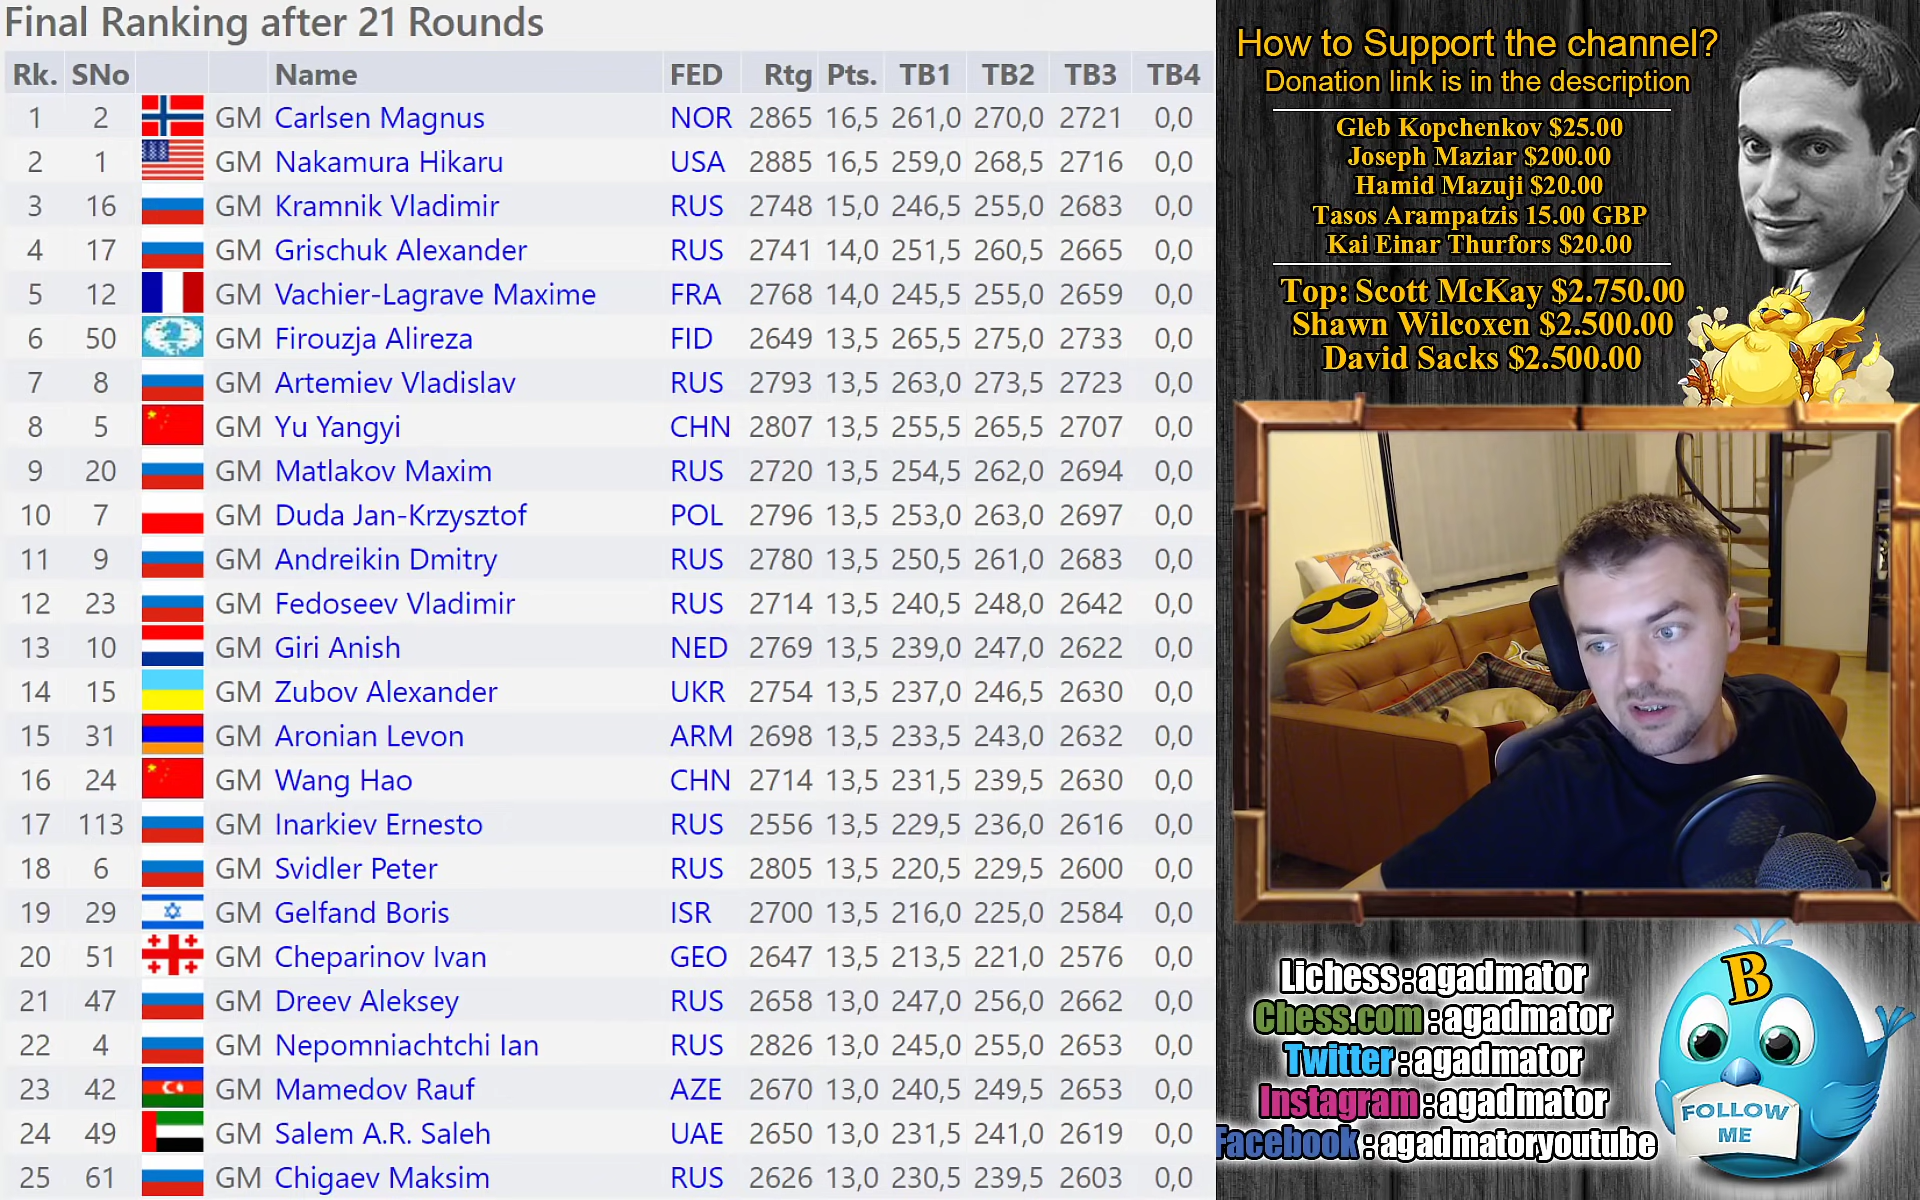 Final Ranking after 21 Rounds
Rk. SNo Name FED Rtg Pts. TB1 TB2 TB3 TB4
1 2 GM Carlsen Magnus NOR 2865 16,5 261,0 270,0 2721 0,0
2 1 GM Nakamura Hikaru USA 2885 16,5 259,0 268,5 2716 0,0
3 16 GM Kramnik Vladimir RUS 2748 15,0 246,5 255,0 2683 0,0
4 17 GM Grischuk Alexander RUS 2741 14,0 251,5 260,5 2665 0,0
5 12 GM Vachier-Lagrave Maxime FRA 2768 14,0 245,5 255,0 2659 0,0
6 50 GM Firouzja Alireza FID 2649 13,5 265,5 275,0 2733 0,0
7 8 GM Artemiev Vladislav RUS 2793 13,5 263,0 273,5 2723 0,0
8 5 GM Yu Yangyi CHN 2807 13,5 255,5 265,5 2707 0,0
9 20 GM Matlakov Maxim RUS 2720 13,5 254,5 262,0 2694 0,0
10 7 GM Duda Jan-Krzysztof POL 2796 13,5 253,0 263,0 2697 0,0
11 9 GM Andreikin Dmitry RUS 2780 13,5 250,5 261,0 2683 0,0
12 23 GM Fedoseev Vladimir RUS 2714 13,5 240,5 248,0 2642 0,0
13 10 GM Giri Anish NED 2769 13,5 239,0 247,0 2622 0,0
14 15 GM Zubov Alexander UKR 2754 13,5 237,0 246,5 2630 0,0
15 31 GM Aronian Levon ARM 2698 13,5 233,5 243,0 2632 0,0
16 24 GM Wang Hao CHN 2714 13,5 231,5 239,5 2630 0,0
17 113 GM Inarkiev Ernesto RUS 2556 13,5 229,5 236,0 2616 0,0
18 6 GM Svidler Peter RUS 2805 13,5 220,5 229,5 2600 0,0
19 29 GM Gelfand Boris ISR 2700 13,5 216,0 225,0 2584 0,0
20 51 GM Cheparinov Ivan GEO 2647 13,5 213,5 221,0 2576 0,0
21 47 GM Dreev Aleksey RUS 2658 13,0 247,0 256,0 2662 0,0
22 4 GM Nepomniachtchi Ian RUS 2826 13,0 245,0 255,0 2653 0,0
23 42 GM Mamedov Rauf AZE 2670 13,0 240,5 249,5 2653 0,0
24 49 GM Salem A.R. Saleh UAE 2650 13,0 231,5 241,0 2619 0,0
25 61 GM Chigaev Maksim RUS 2626 13,0 230,5 239,5 2603 0,0
How to Support the channel?
Donation link is in the description
Gleb Kopchenkov $25.00
Joseph Maziar $200.00
Hamid Mazuji $20.00
Tasos Arampatzis 15.00 GBP
Kai Einar Thurfors $20.00
Top: Scott McKay $2.750.00
Shawn Wilcoxen $2.500.00
David Sacks $2.500.00
Lichess : agadmator
Chess.com : agadmator
Twitter : agadmator
Instagram : agadmator
Facebook : agadmatoryoutube
B
FOLLOW
ME